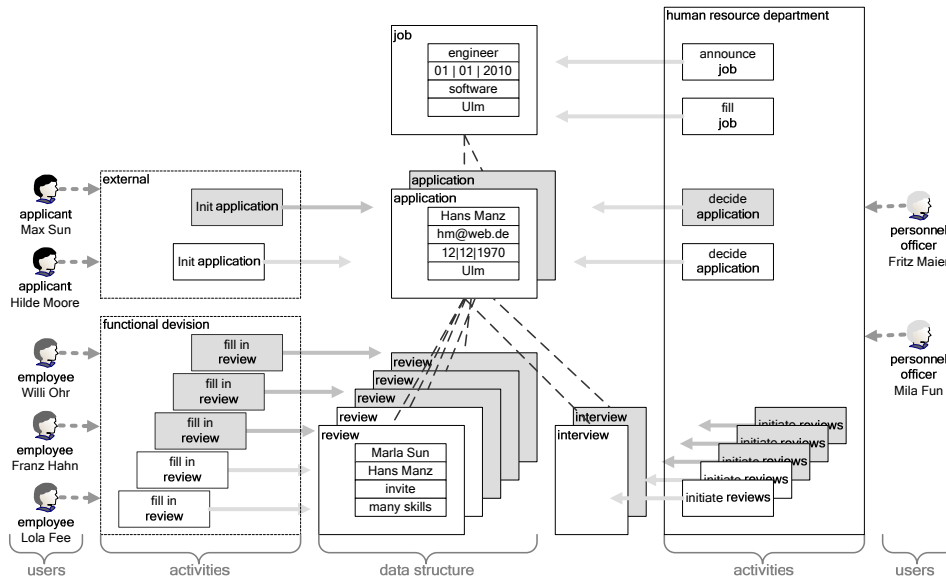 human resource department
job
engineer
01 | 01 | 2010
software
Ulm
announce
job
fill
job
external
Init application
Init application
applicant
Max Sun
applicant
Hilde Moore
application
application
Hans Manz
hm@web.de
12|12|1970
Ulm
decide
application
decide
application
personnel
officer
Fritz Maier
personnel
officer
Mila Fun
functional devision
fill in
review
fill in
review
fill in
review
fill in
review
fill in
review
employee
Willi Ohr
employee
Franz Hahn
employee
Lola Fee
review
review
review
review
review
Marla Sun
Hans Manz
invite
many skills
interview
interview
initiate reviews
initiate reviews
initiate reviews
initiate reviews
initiate reviews
users
activities
data structure
activities
users